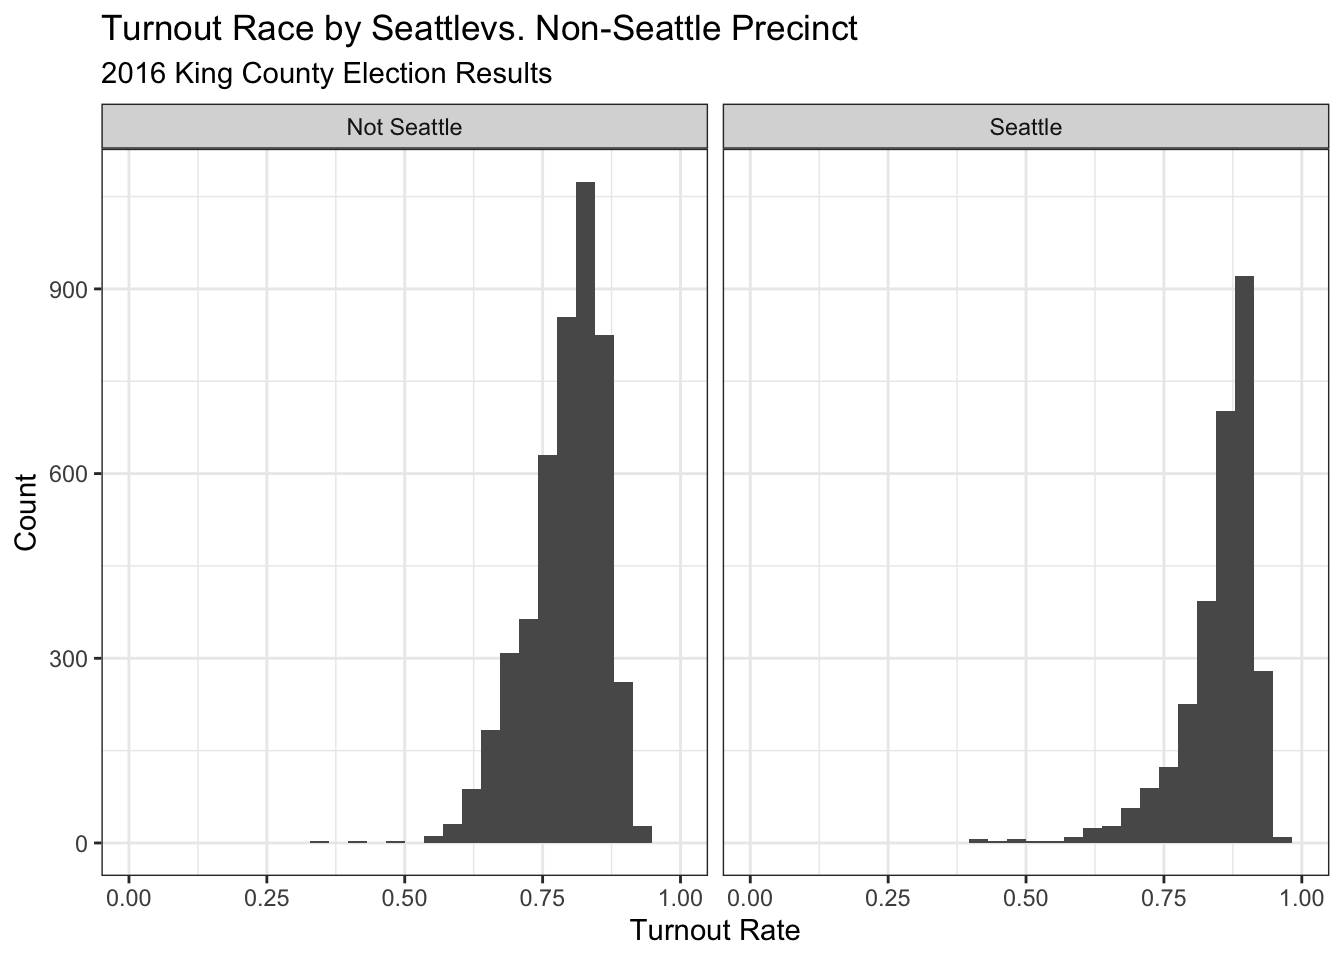 Turnout Race by Seattlevs. Non-Seattle Precinct
2016 King County Election Results
Not Seattle
Seattle
900
600
300
0
Count
0.00 0.25 0.50 0.75 1.00
0.00 0.25 0.50 0.75 1.00
Turnout Rate